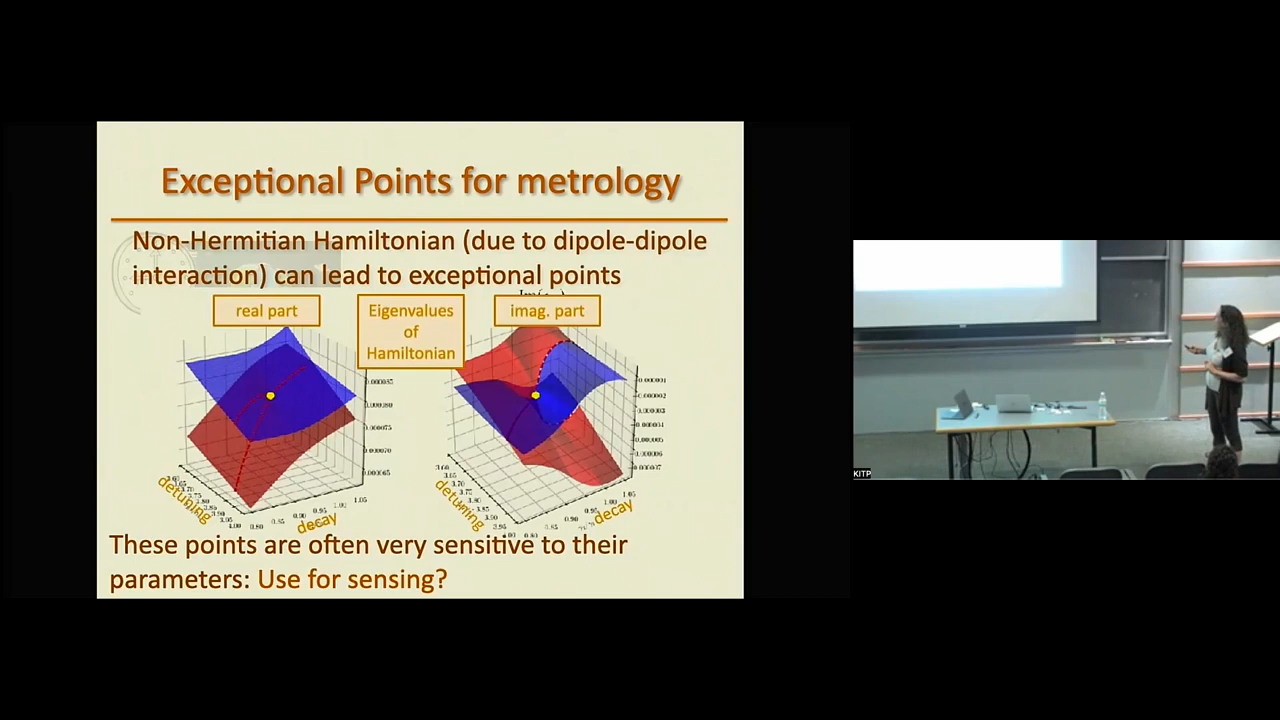 Exceptional Points for metrology
Non-Hermitian Hamiltonian (due to dipole-dipole
interaction) can lead to exceptional points
real part
Eigenvalues
of
Hamiltonian
imag. part
detuning
decay
detuning
decay
These points are often very sensitive to their
parameters: Use for sensing?
KITP